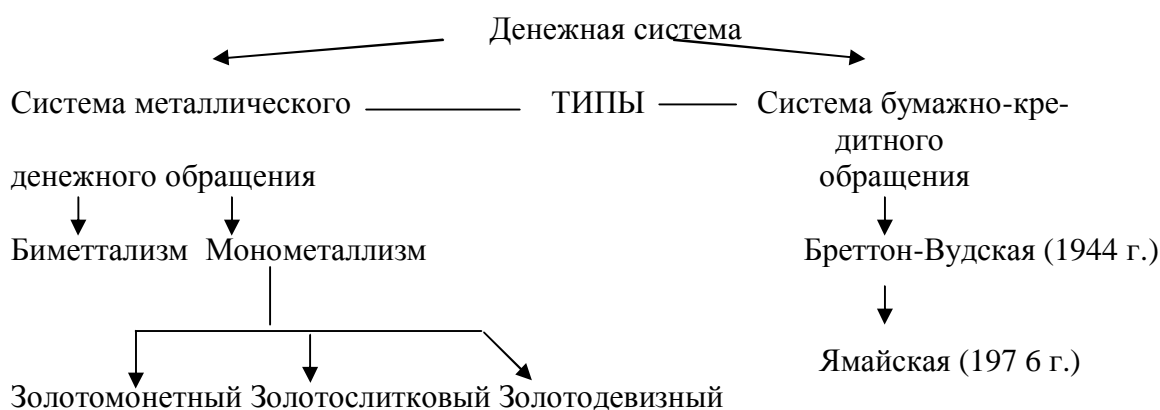 Денежная система
Система металлического ТИПЫ Система бумажно-кре-
дитного
денежного обращения обращения
Биметтализм Монометаллизм Бреттон-Вудская (1944 г.)
Ямайская (197 6 г.)
Золотомонетный Золотослитковый Золотодевизный